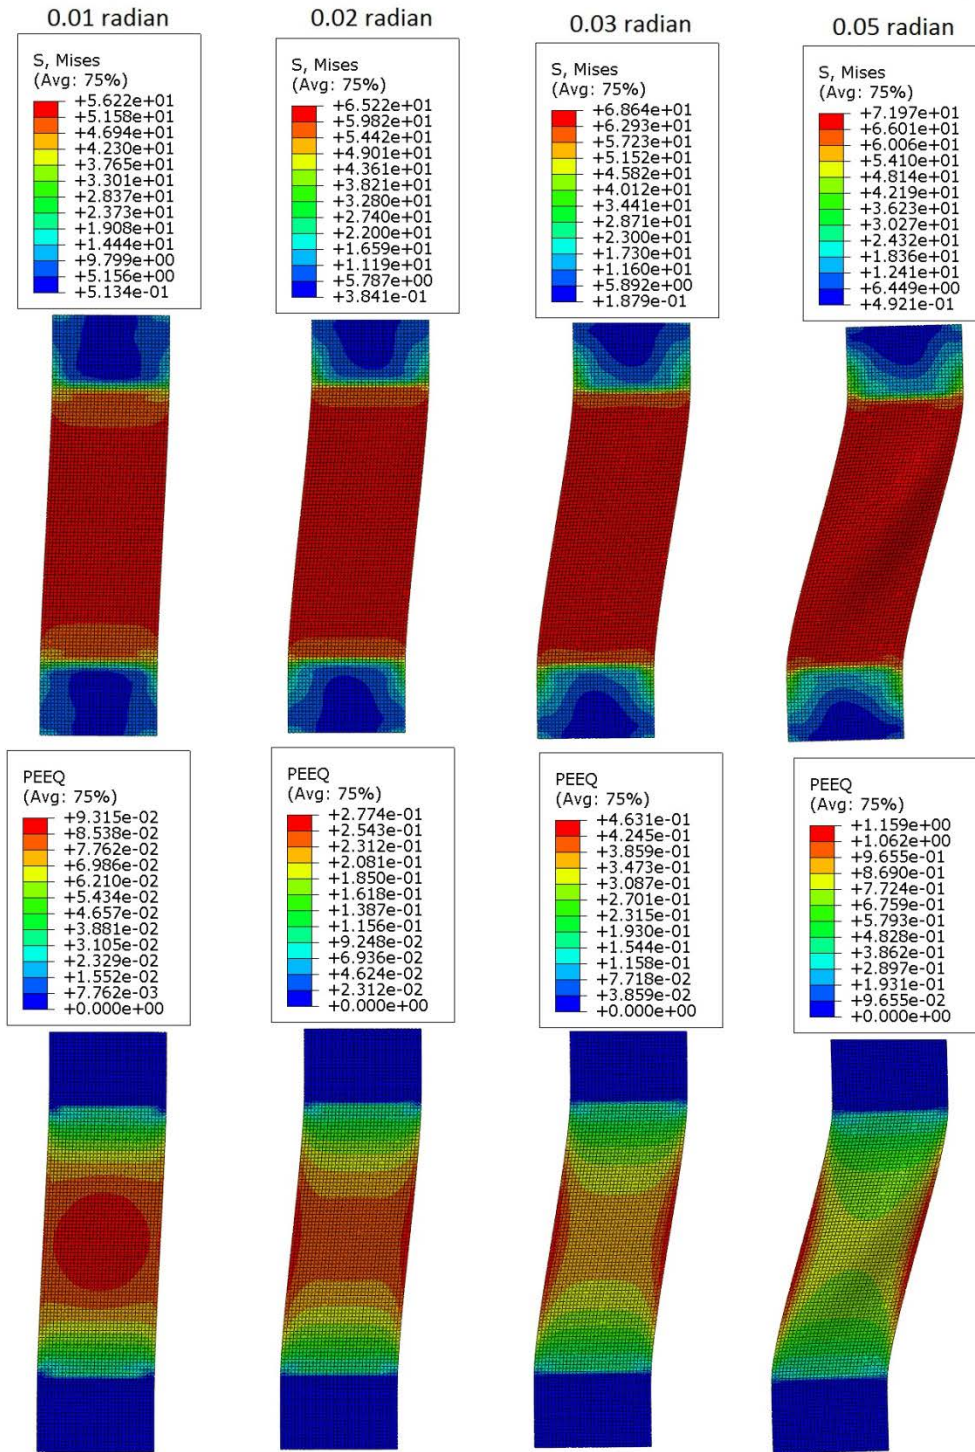 0.01 radian
0.02 radian
0.03 radian
0.05 radian
S, Mises
(Avg: 75%)
+5.622e+01
+5.158e+01
+4.694e+01
+4.230e+01
+3.765e+01
+3.301e+01
+2.837e+01
+2.373e+01
+1.908e+01
+1.444e+01
+9.799e+00
+5.156e+00
+5.134e-01
S, Mises
(Avg: 75%)
+6.522e+01
+5.982e+01
+5.442e+01
+4.901e+01
+4.361e+01
+3.821e+01
+3.280e+01
+2.740e+01
+2.200e+01
+1.659e+01
+1.119e+01
+5.787e+00
+3.841e-01
S, Mises
(Avg: 75%)
+6.864e+01
+6.293e+01
+5.723e+01
+5.152e+01
+4.582e+01
+4.012e+01
+3.441e+01
+2.871e+01
+2.300e+01
+1.730e+01
+1.160e+01
+5.892e+00
+1.879e-01
S, Mises
(Avg: 75%)
+7.197e+01
+6.601e+01
+6.006e+01
+5.410e+01
+4.814e+01
+4.219e+01
+3.623e+01
+3.027e+01
+2.432e+01
+1.836e+01
+1.241e+01
+6.449e+00
+4.921e-01
PEEQ
(Avg: 75%)
+9.315e-02
+8.538e-02
+7.762e-02
+6.986e-02
+6.210e-02
+5.434e-02
+4.657e-02
+3.881e-02
+3.105e-02
+2.329e-02
+1.552e-02
+7.762e-03
+0.000e+00
PEEQ
(Avg: 75%)
+2.774e-01
+2.543e-01
+2.312e-01
+2.081e-01
+1.850e-01
+1.618e-01
+1.387e-01
+1.156e-01
+9.248e-02
+6.936e-02
+4.624e-02
+2.312e-02
+0.000e+00
PEEQ
(Avg: 75%)
+4.631e-01
+4.245e-01
+3.859e-01
+3.473e-01
+3.087e-01
+2.701e-01
+2.315e-01
+1.930e-01
+1.544e-01
+1.158e-01
+7.718e-02
+3.859e-02
+0.000e+00
PEEQ
(Avg: 75%)
+1.159e+00
+1.062e+00
+9.655e-01
+8.690e-01
+7.724e-01
+6.759e-01
+5.793e-01
+4.828e-01
+3.862e-01
+2.897e-01
+1.931e-01
+9.655e-02
+0.000e+00